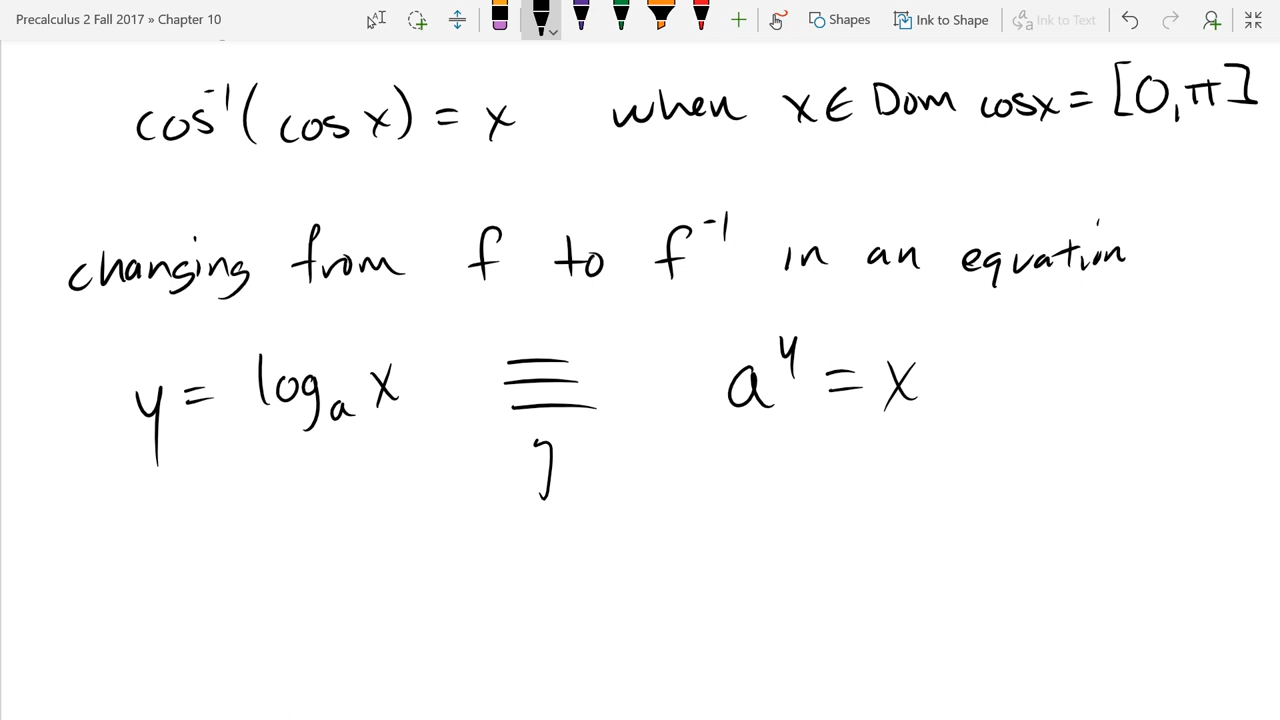 Precalculus 2 Fall 2017 » Chapter 10 Shapes Ink to Shape Ink to Text
cos⁻¹(cos x) = x when x ∈ Dom cosx = [0, π]
changing from f to f⁻¹ in an equation
y = logₐ x ≡ aʸ = x